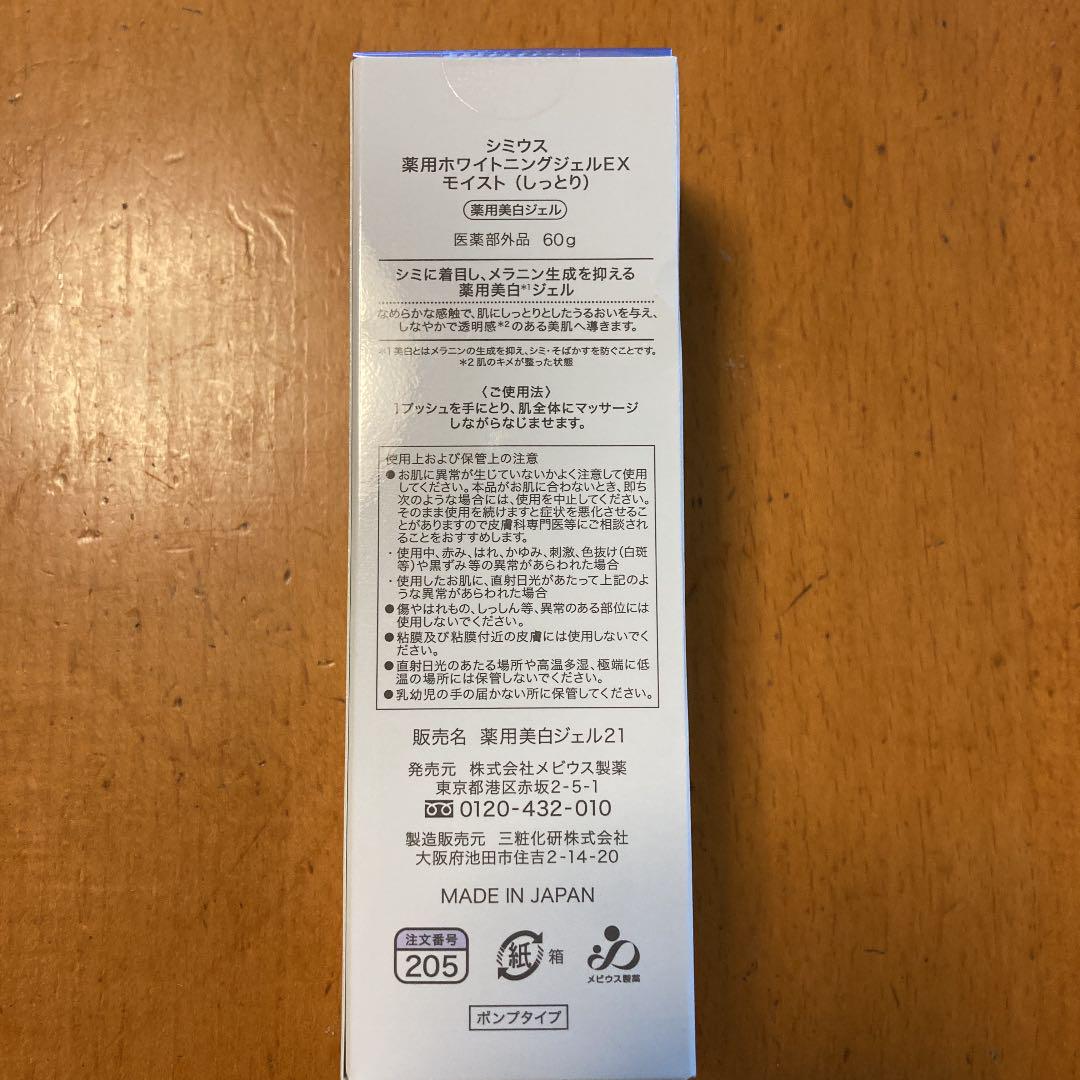 シミウス
薬用ホワイトニングジェルEX
モイスト（しっとり）
薬用美白ジェル
医薬部外品 60g
シミに着目し、メラニン生成を抑える
薬用美白*1ジェル
なめらかな感触で、肌にしっとりとしたうるおいを与え、
しなやかで透明感*2のある美肌へ導きます。
*1美白とはメラニンの生成を抑え、シミ・そばかすを防ぐことです。
*2肌のキメが整った状態
〈ご使用法〉
1プッシュを手にとり、肌全体にマッサージ
しながらなじませます。
使用上および保管上の注意
●お肌に異常が生じていないかよく注意して使用
してください。本品がお肌に合わないとき、即ち
次のような場合には、使用を中止してください。
そのまま使用を続けますと症状を悪化させるこ
とがありますので皮膚科専門医等にご相談され
ることをおすすめします。
・使用中、赤み、はれ、かゆみ、刺激、色抜け（白斑
等）や黒ずみ等の異常があらわれた場合
・使用したお肌に、直射日光があたって上記のよ
うな異常があらわれた場合
●傷やはれもの、しっしん等、異常のある部位には
使用しないでください。
●粘膜及び粘膜付近の皮膚には使用しないでく
ださい。
●直射日光のあたる場所や高温多湿、極端に低
温の場所には保管しないでください。
●乳幼児の手の届かない所に保管してください。
販売名 薬用美白ジェル21
発売元 株式会社メビウス製薬
東京都港区赤坂2-5-1
0120-432-010
製造販売元 三粧化研株式会社
大阪府池田市住吉2-14-20
MADE IN JAPAN
注文番号
205
紙 箱
メビウス製薬
ポンプタイプ